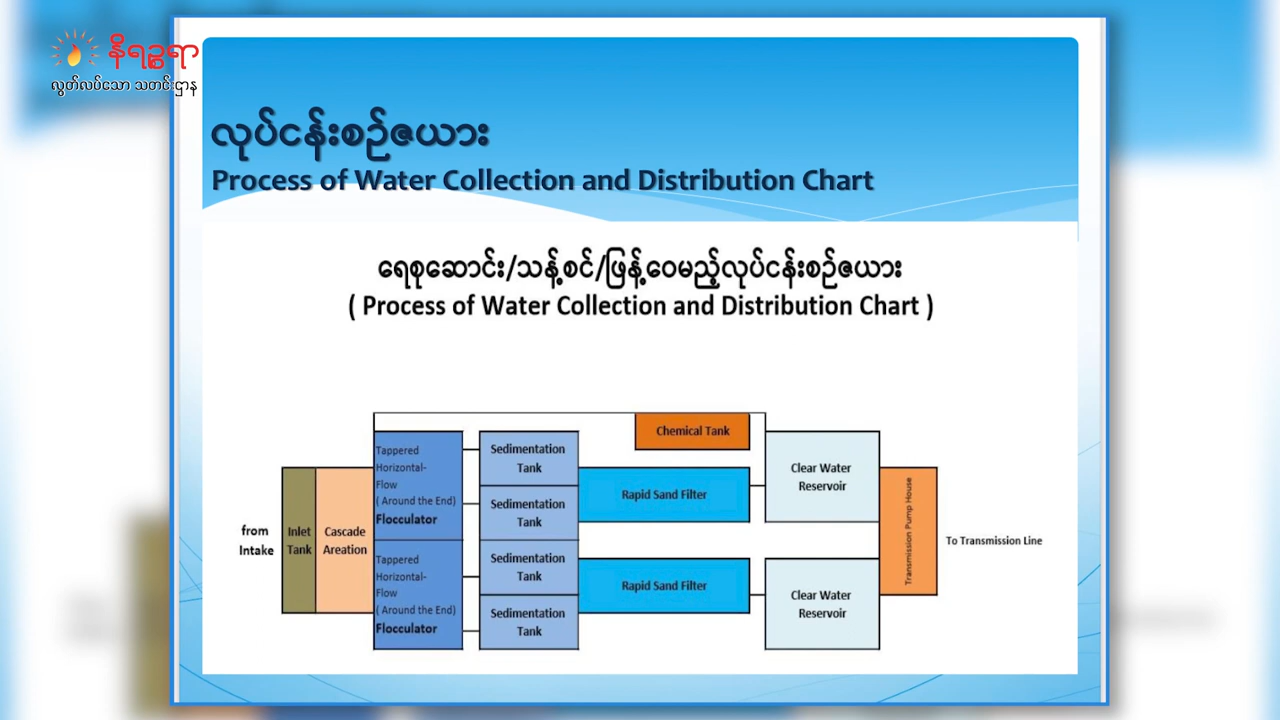 နိရဉ္စရာ
လွတ်လပ်သော သတင်းဌာန
လုပ်ငန်းစဉ်ဇယား
Process of Water Collection and Distribution Chart
ရေစုဆောင်း/သန့်စင်/ဖြန့်ဝေမည့်လုပ်ငန်းစဉ်ဇယား
( Process of Water Collection and Distribution Chart )
from
Intake
Inlet
Tank
Cascade
Areation
Tappered
Horizontal-
Flow
( Around the End)
Flocculator
Tappered
Horizontal-
Flow
( Around the End)
Flocculator
Sedimentation
Tank
Sedimentation
Tank
Sedimentation
Tank
Sedimentation
Tank
Chemical Tank
Rapid Sand Filter
Rapid Sand Filter
Clear Water
Reservoir
Clear Water
Reservoir
Transmission Pump House
To Transmission Line